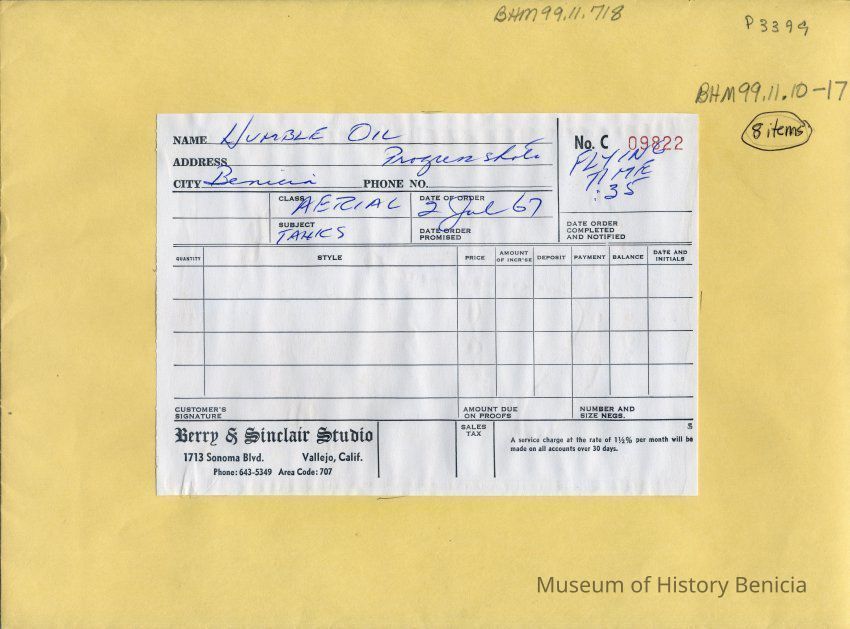 BHM99.11.718
P3399
BHM99.11.10-17
8 items
NAME Humble Oil
No. C 09822
ADDRESS Progress shots
FLYING
TIME
:35
CITY Benicia PHONE NO.
CLASS AERIAL
DATE OF ORDER 2 Jul 67
SUBJECT TANKS
DATE ORDER
PROMISED
DATE ORDER
COMPLETED
AND NOTIFIED
QUANTITY STYLE PRICE AMOUNT OF INCR'SE DEPOSIT PAYMENT BALANCE DATE AND INITIALS
CUSTOMER'S
SIGNATURE
AMOUNT DUE
ON PROOFS
NUMBER AND
SIZE NEGS.
Berry & Sinclair Studio
1713 Sonoma Blvd. Vallejo, Calif.
Phone: 643-5349 Area Code: 707
SALES
TAX
$
A service charge at the rate of 1½% per month will be
made on all accounts over 30 days.
Museum of History Benicia